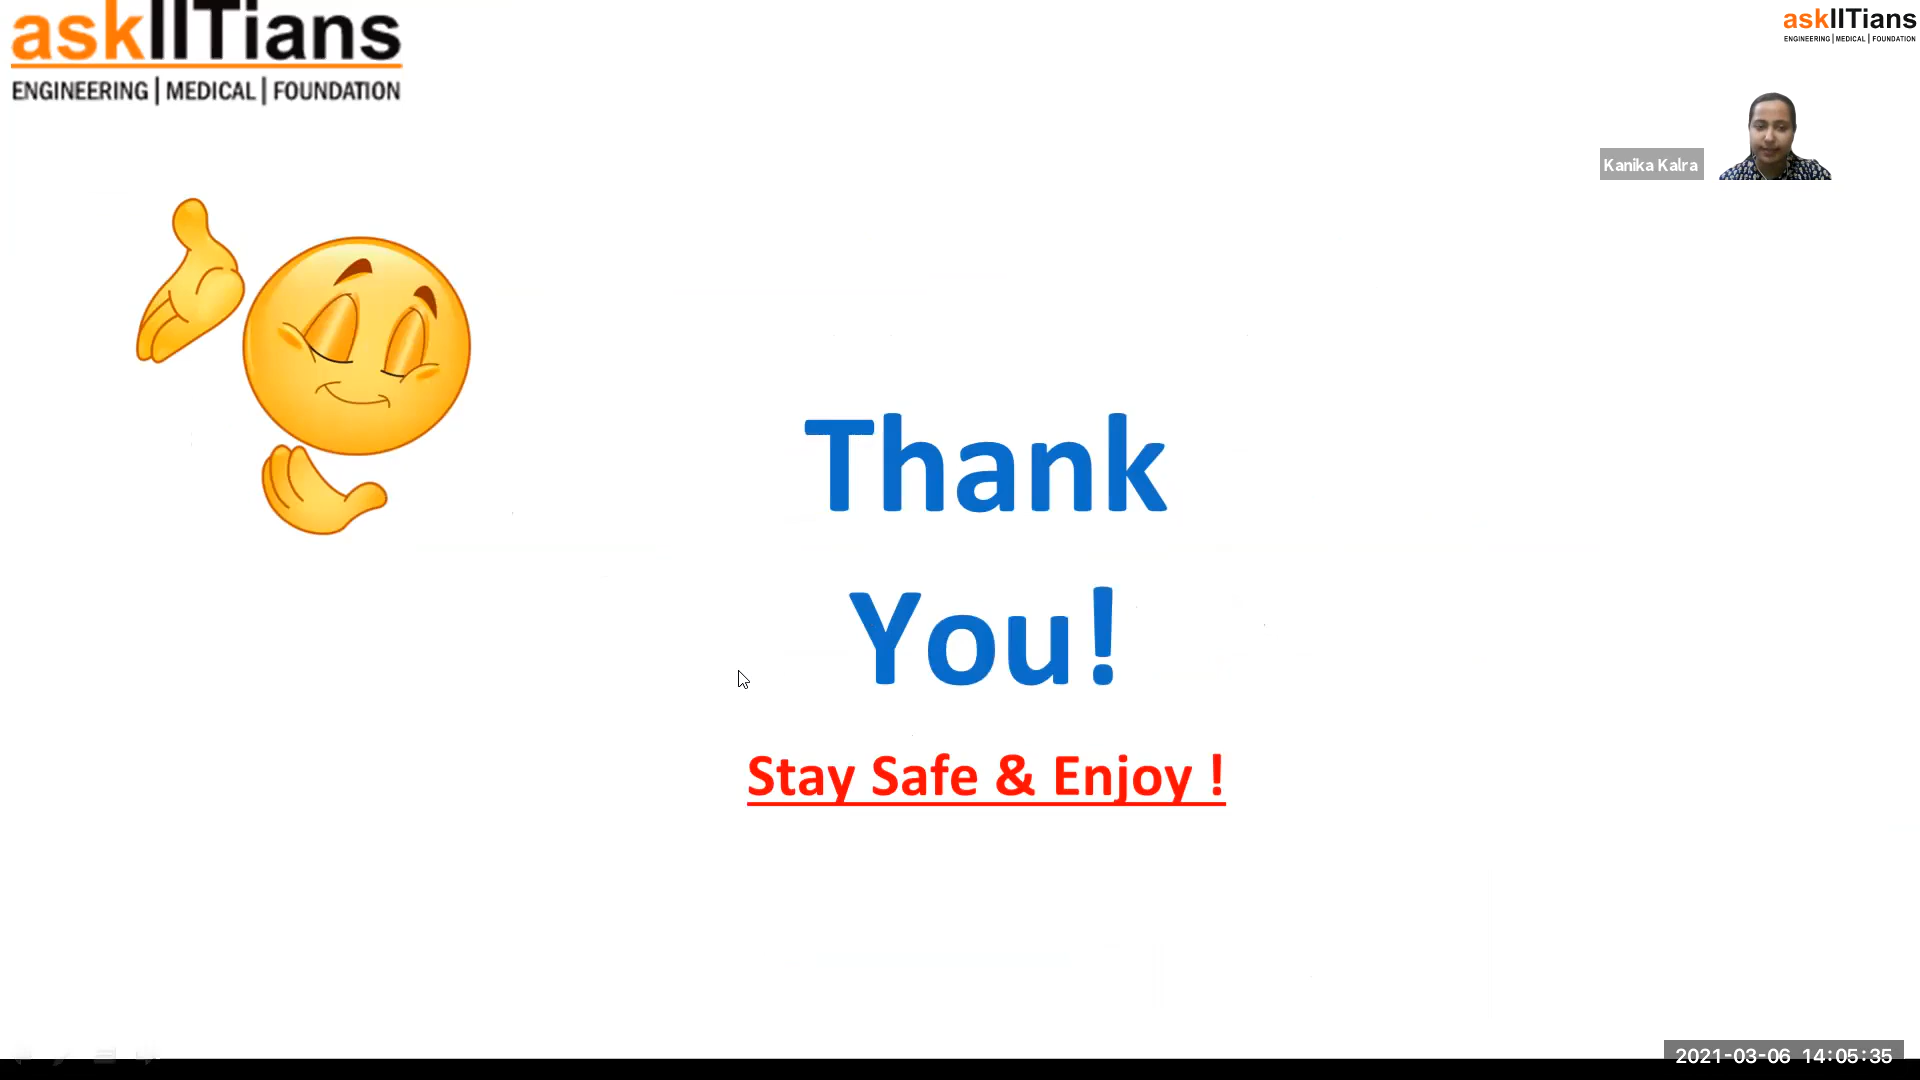 askIITians
ENGINEERING | MEDICAL | FOUNDATION
askIITians
ENGINEERING | MEDICAL | FOUNDATION
Kanika Kalra
Thank
You!
Stay Safe & Enjoy !
2021-03-06 14:05:35